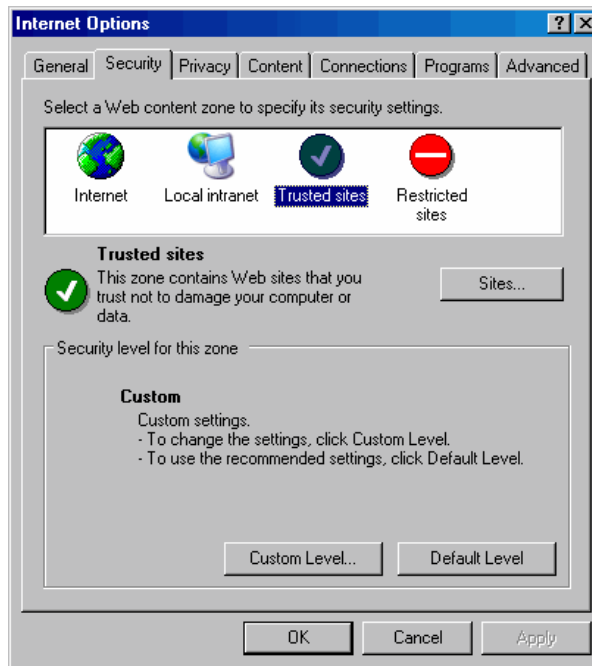 Internet Options
General Security Privacy Content Connections Programs Advanced
Select a Web content zone to specify its security settings.
Internet Local intranet Trusted sites Restricted
sites
Trusted sites
This zone contains Web sites that you
trust not to damage your computer or
data.
Sites...
Security level for this zone
Custom
Custom settings.
- To change the settings, click Custom Level.
- To use the recommended settings, click Default Level.
Custom Level... Default Level
OK Cancel Apply